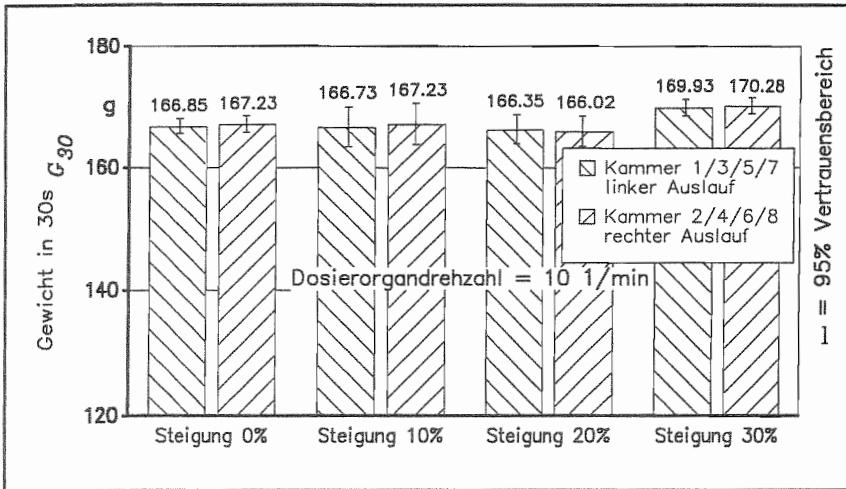 180
g
160
140
120
Gewicht in 30s G30
166.85
167.23
166.73
167.23
166.35
166.02
169.93
170.28
Kammer 1/3/5/7
linker Auslauf
Kammer 2/4/6/8
rechter Auslauf
Dosierorgandrehzahl = 10 1/min
Steigung 0%
Steigung 10%
Steigung 20%
Steigung 30%
I = 95% Vertrauensbereich